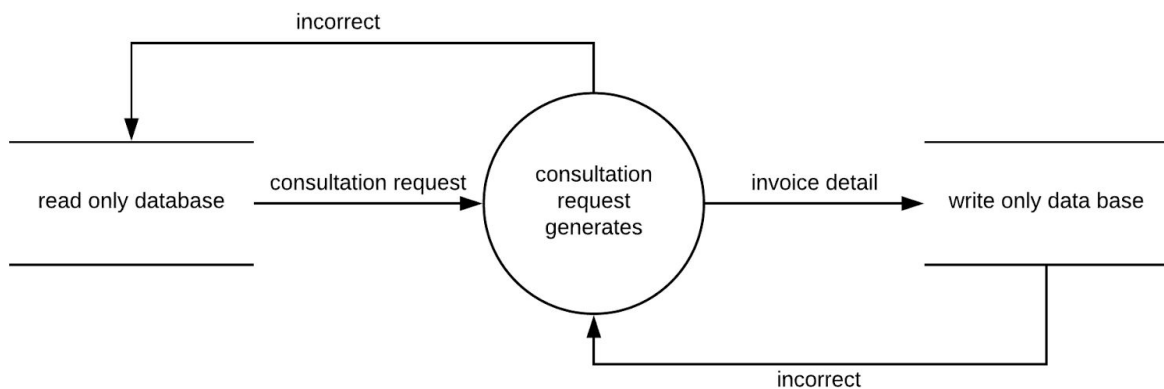 incorrect
read only database
consultation request
consultation
request
generates
invoice detail
write only data base
incorrect